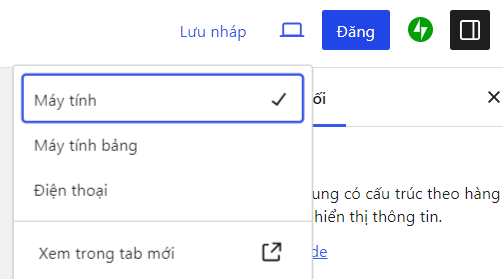 Lưu nháp
Đăng
Máy tính
ối
Máy tính bảng
Điện thoại
ung có cấu trúc theo hàng
hiển thị thông tin.
Xem trong tab mới
de